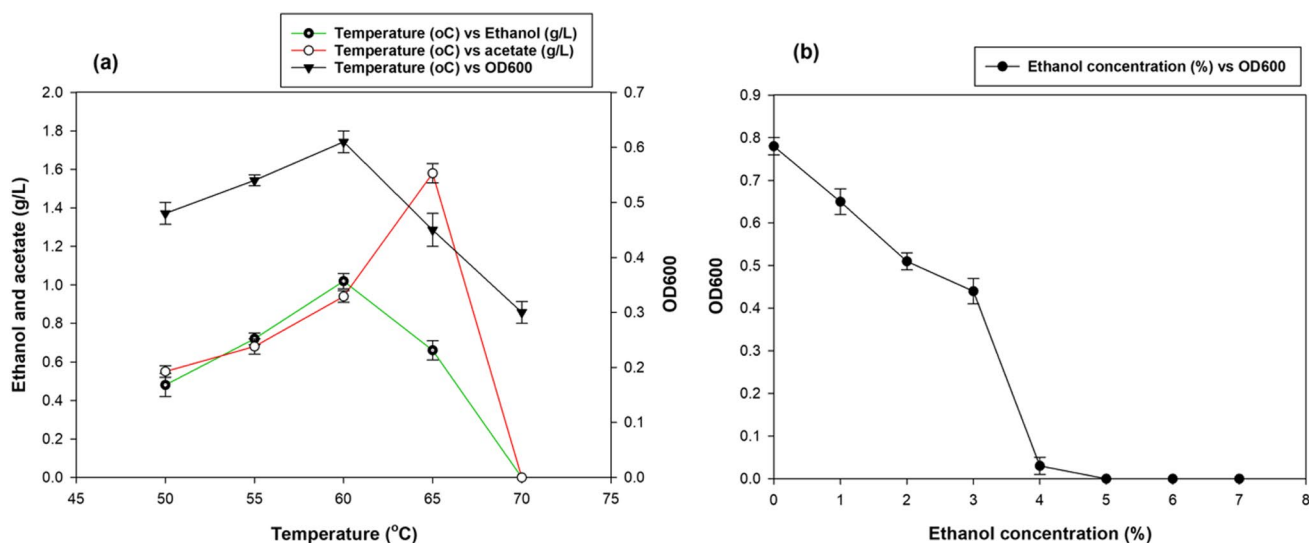 (a)
Temperature (oC) vs Ethanol (g/L)
Temperature (oC) vs acetate (g/L)
Temperature (oC) vs OD600
2.0
1.8
1.6
1.4
1.2
1.0
0.8
0.6
0.4
0.2
0.0
Ethanol and acetate (g/L)
0.7
0.6
0.5
0.4
0.3
0.2
0.1
0.0
OD600
45 50 55 60 65 70 75
Temperature (°C)
(b)
Ethanol concentration (%) vs OD600
0.9
0.8
0.7
0.6
0.5
0.4
0.3
0.2
0.1
0.0
OD600
0 1 2 3 4 5 6 7 8
Ethanol concentration (%)